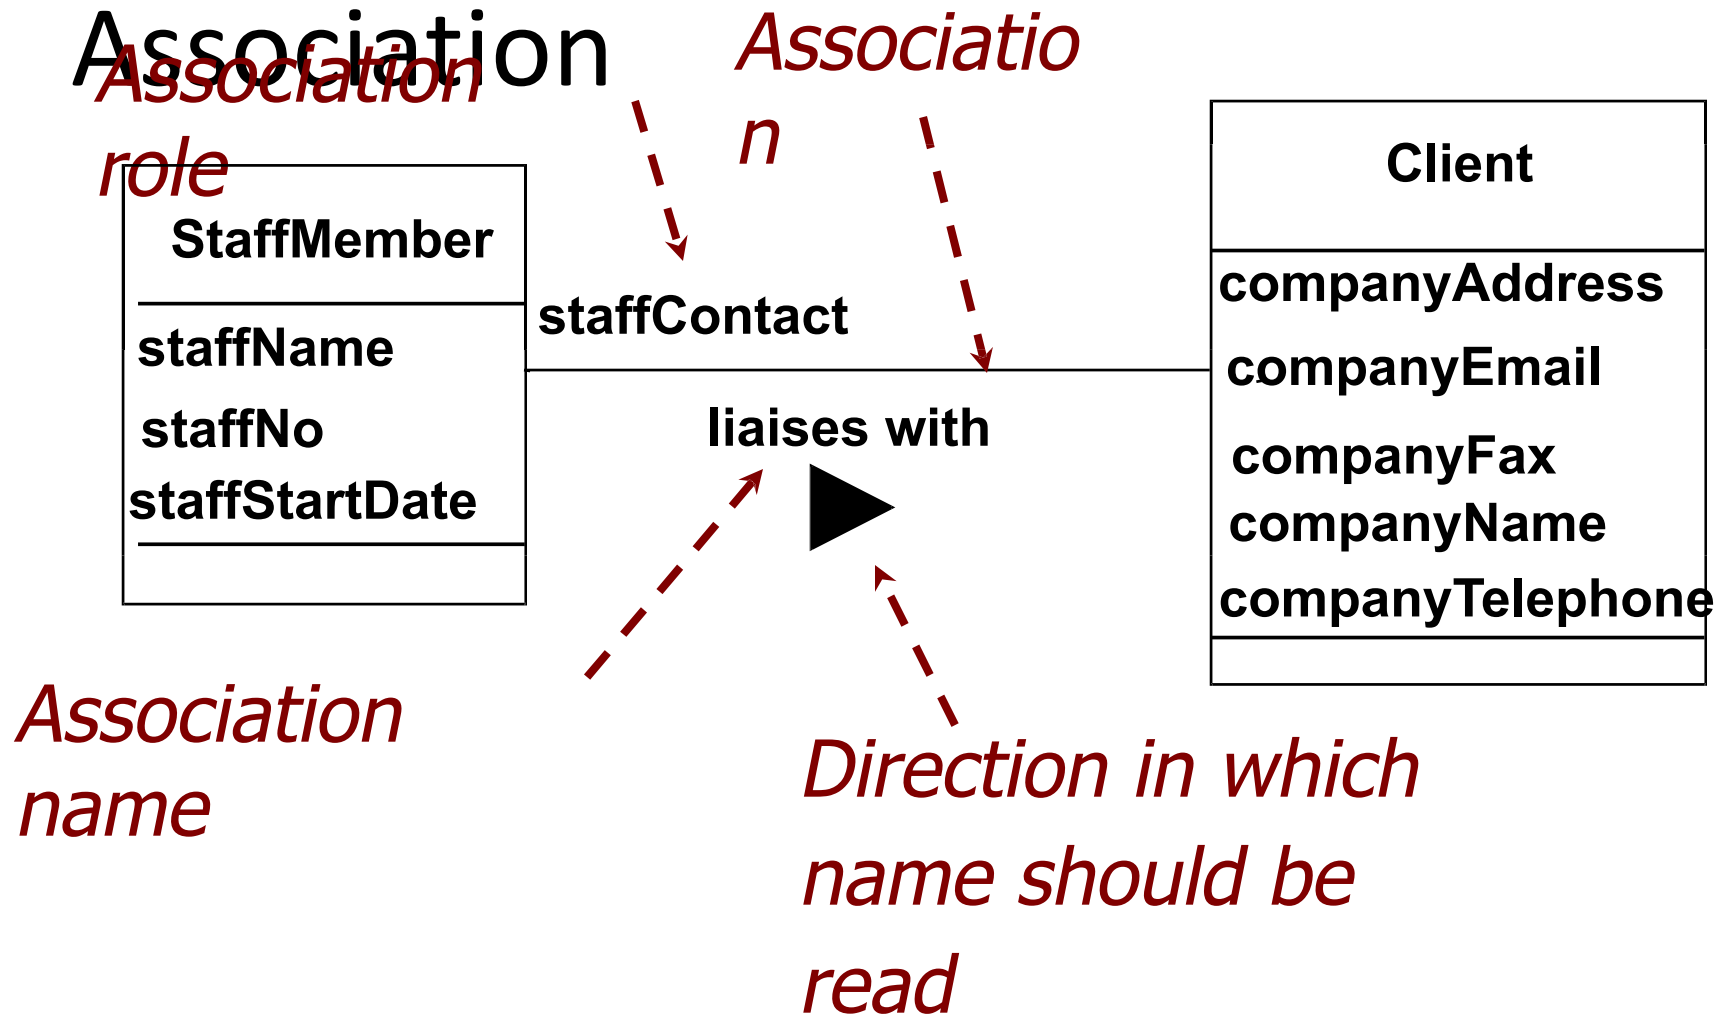 Association
Association
role
Associatio
n
StaffMember
staffName
staffNo
staffStartDate
staffContact
liaises with
Client
companyAddress
companyEmail
companyFax
companyName
companyTelephone
Association
name
Direction in which
name should be
read